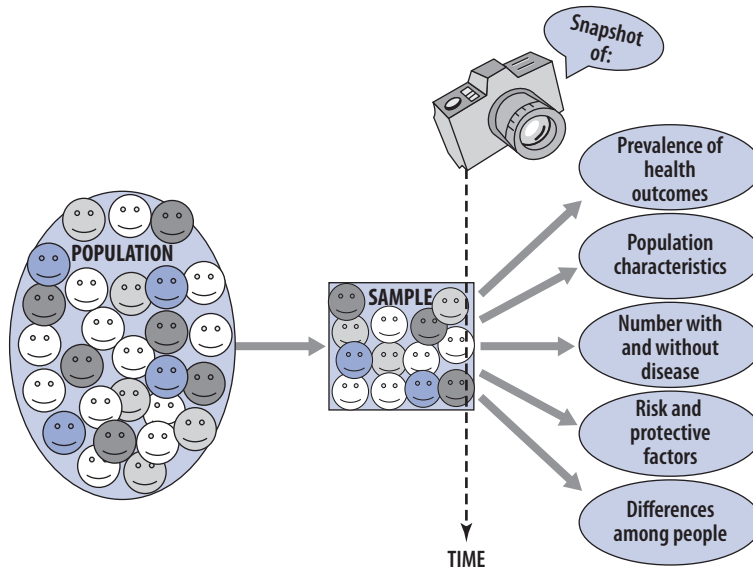 Snapshot
of:
Prevalence of
health
outcomes
POPULATION
Population
characteristics
SAMPLE
Number with
and without
disease
Risk and
protective
factors
Differences
among people
TIME